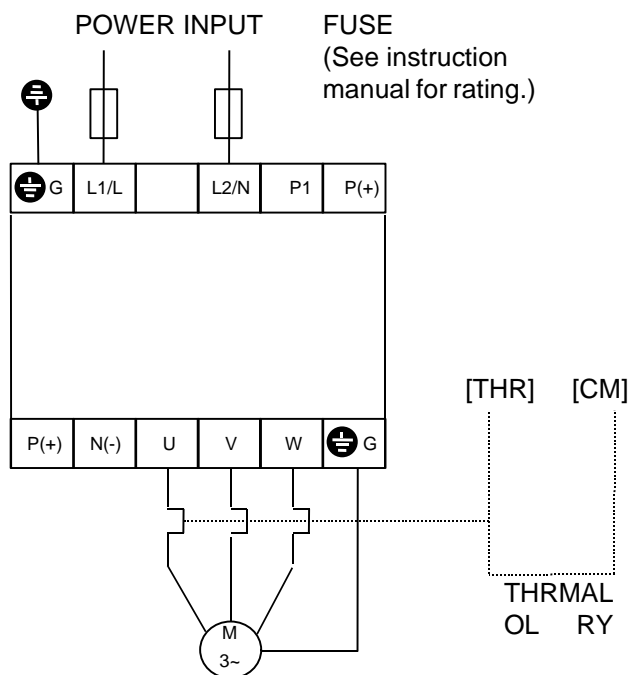 POWER INPUT
FUSE
(See instruction
manual for rating.)
G L1/L L2/N P1 P(+)
[THR] [CM]
P(+) N(-) U V W G
THRMAL
OL RY
M
3~